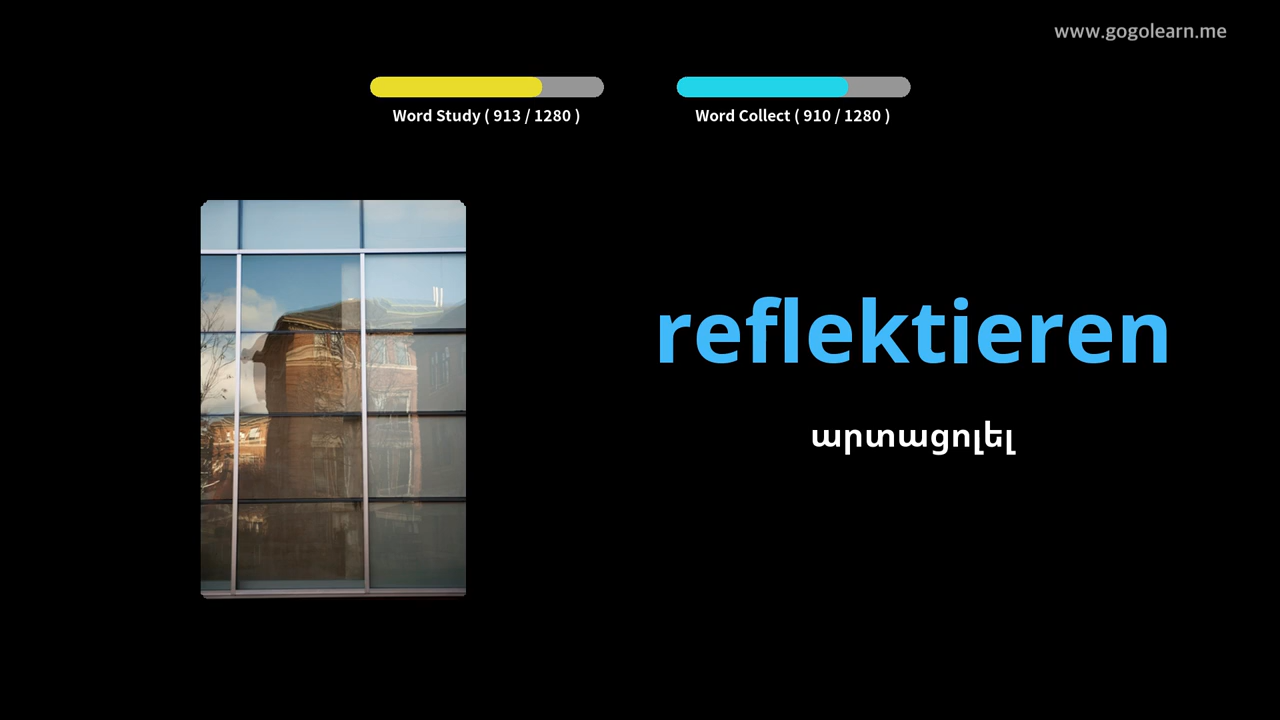 www.gogolearn.me
Word Study ( 913 / 1280 )
Word Collect ( 910 / 1280 )
reflektieren
արտացոլել